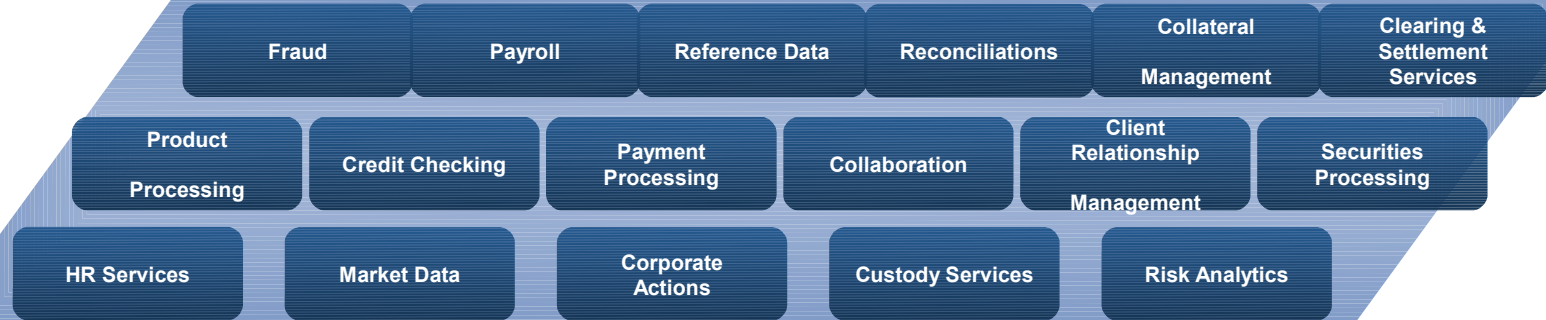 Fraud
Payroll
Reference Data
Reconciliations
Collateral
Management
Clearing &
Settlement
Services
Product
Processing
Credit Checking
Payment
Processing
Collaboration
Client
Relationship
Management
Securities
Processing
HR Services
Market Data
Corporate
Actions
Custody Services
Risk Analytics